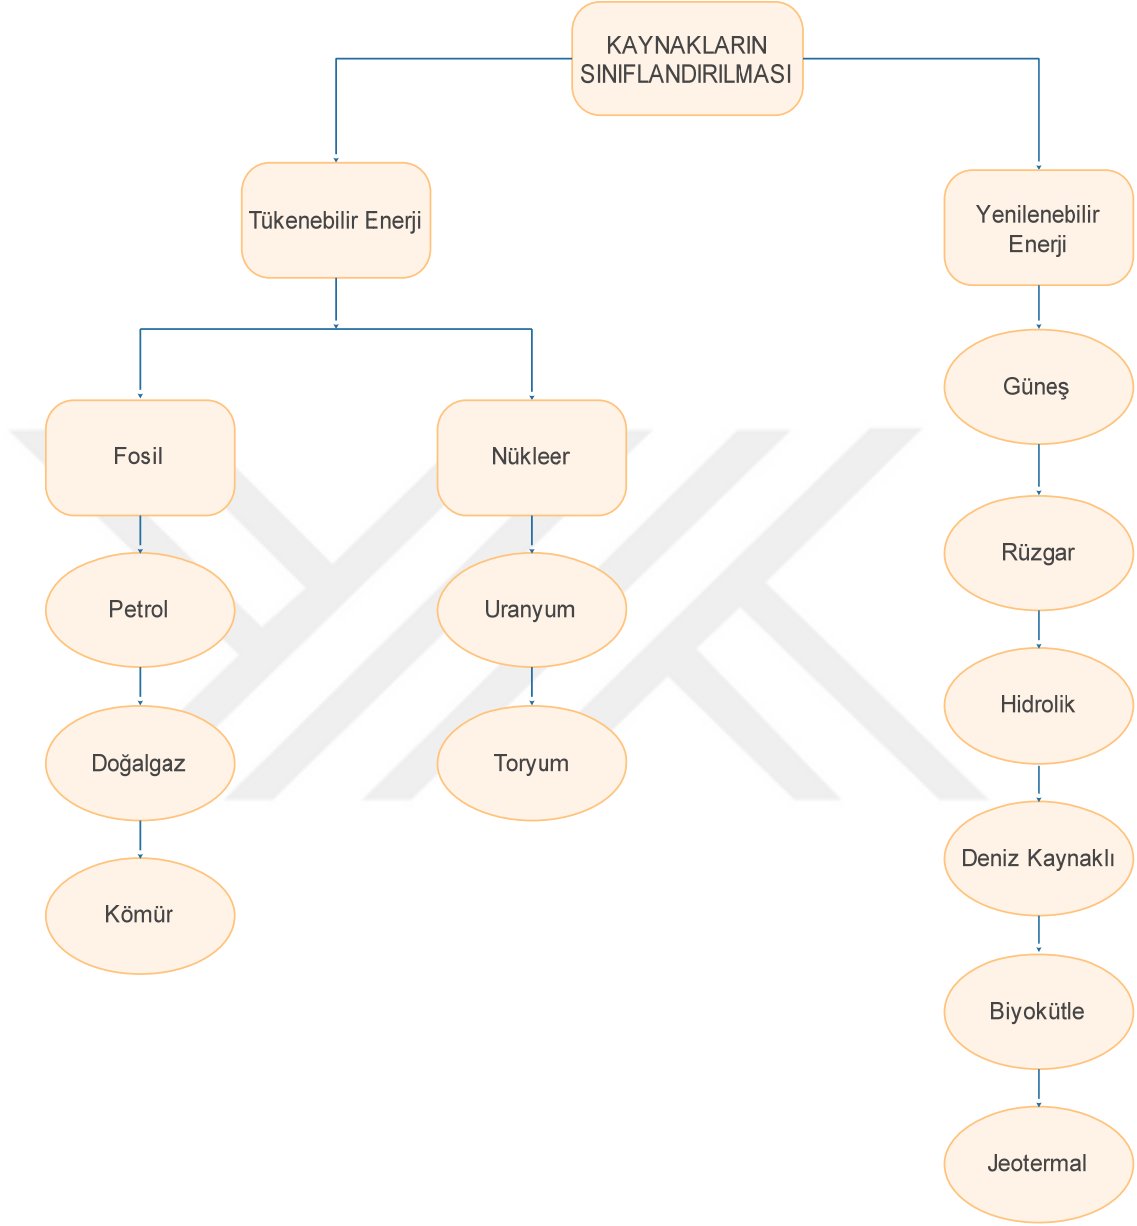 KAYNAKLARIN
SINIFLANDIRILMASI
Tükenebilir Enerji
Yenilenebilir
Enerji
Güneş
Fosil
Nükleer
Rüzgar
Petrol
Uranyum
Hidrolik
Doğalgaz
Toryum
Deniz Kaynaklı
Kömür
Biyokütle
Jeotermal